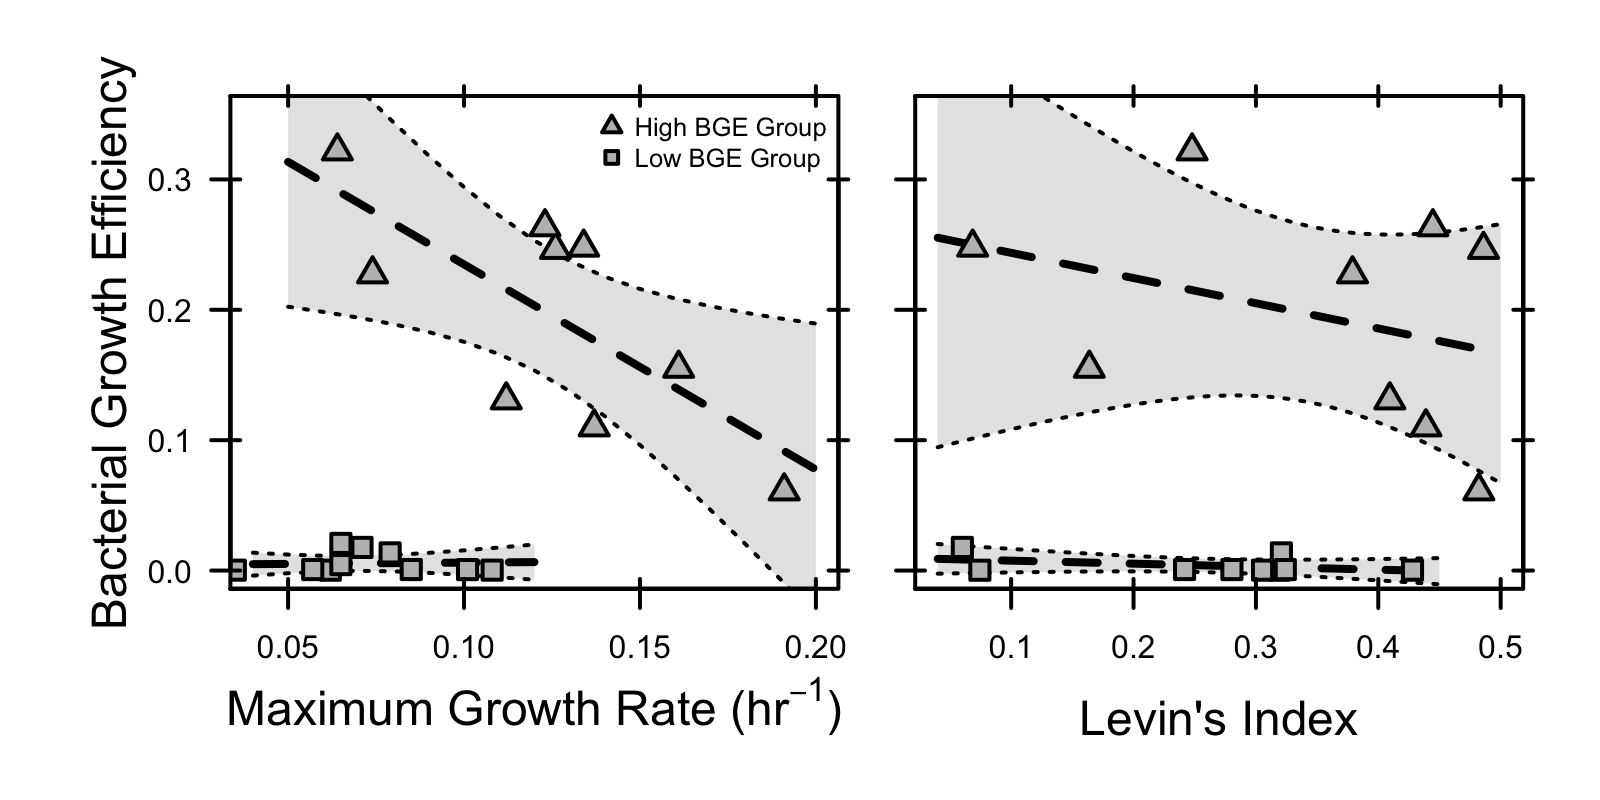 Bacterial Growth Efficiency
0.3
0.2
0.1
0.0
High BGE Group
Low BGE Group
0.05 0.10 0.15 0.20
Maximum Growth Rate (hr⁻¹)
0.1 0.2 0.3 0.4 0.5
Levin's Index